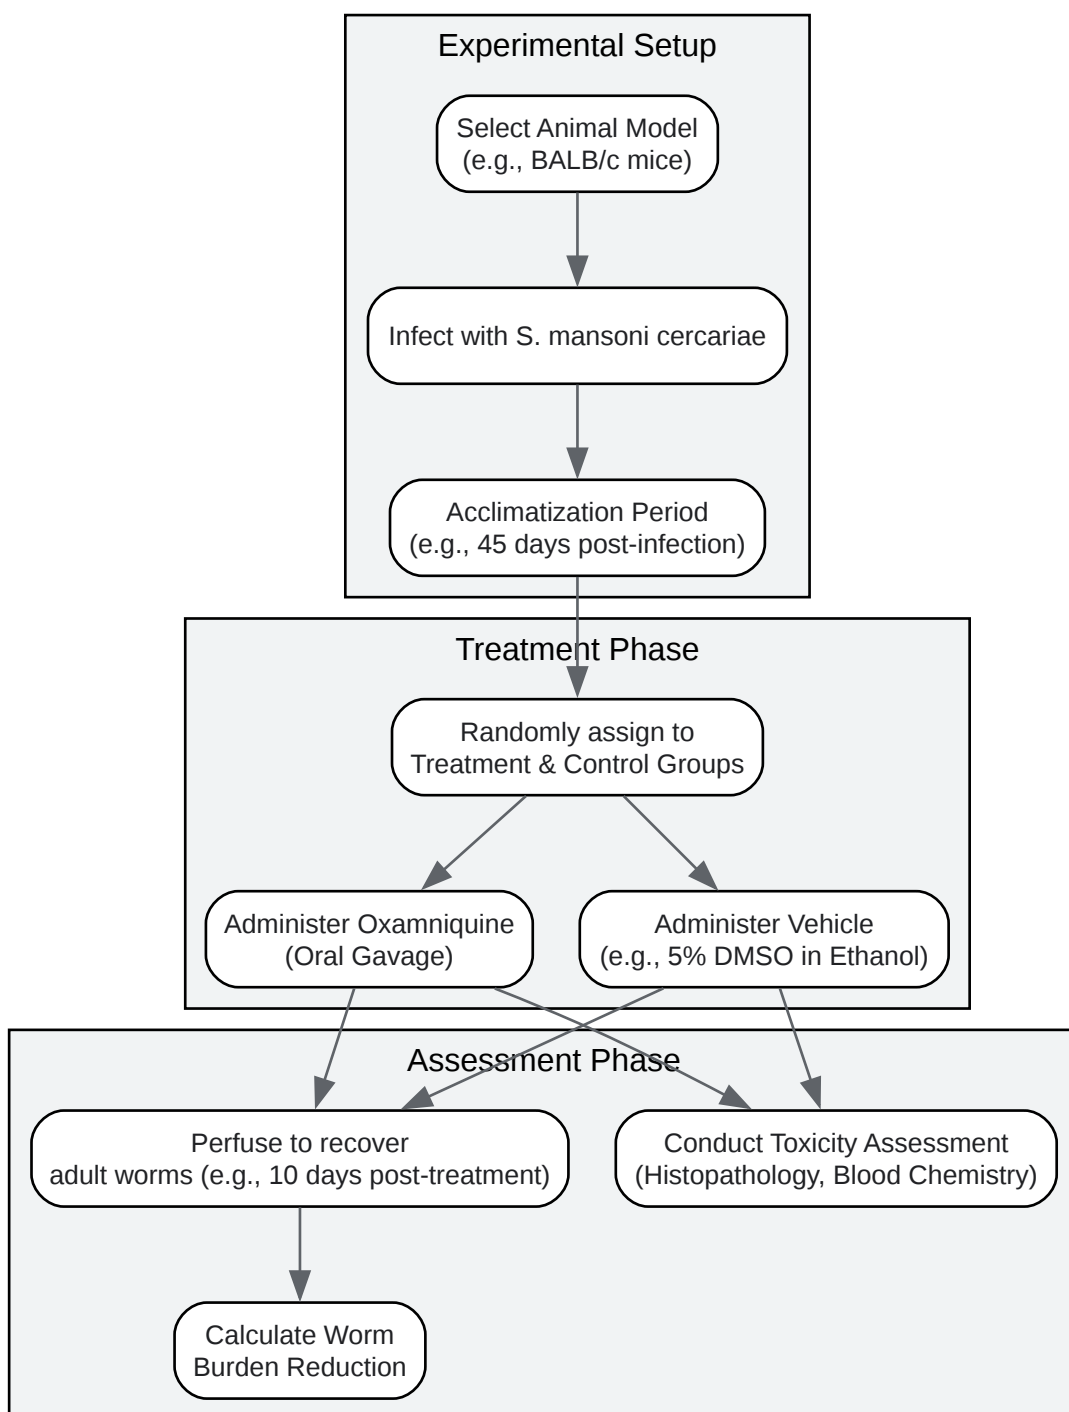 Experimental Setup
Select Animal Model
(e.g., BALB/c mice)
Infect with S. mansoni cercariae
Acclimatization Period
(e.g., 45 days post-infection)
Treatment Phase
Randomly assign to
Treatment & Control Groups
Administer Oxamniquine
(Oral Gavage)
Administer Vehicle
(e.g., 5% DMSO in Ethanol)
Assessment Phase
Perfuse to recover
adult worms (e.g., 10 days post-treatment)
Conduct Toxicity Assessment
(Histopathology, Blood Chemistry)
Calculate Worm
Burden Reduction